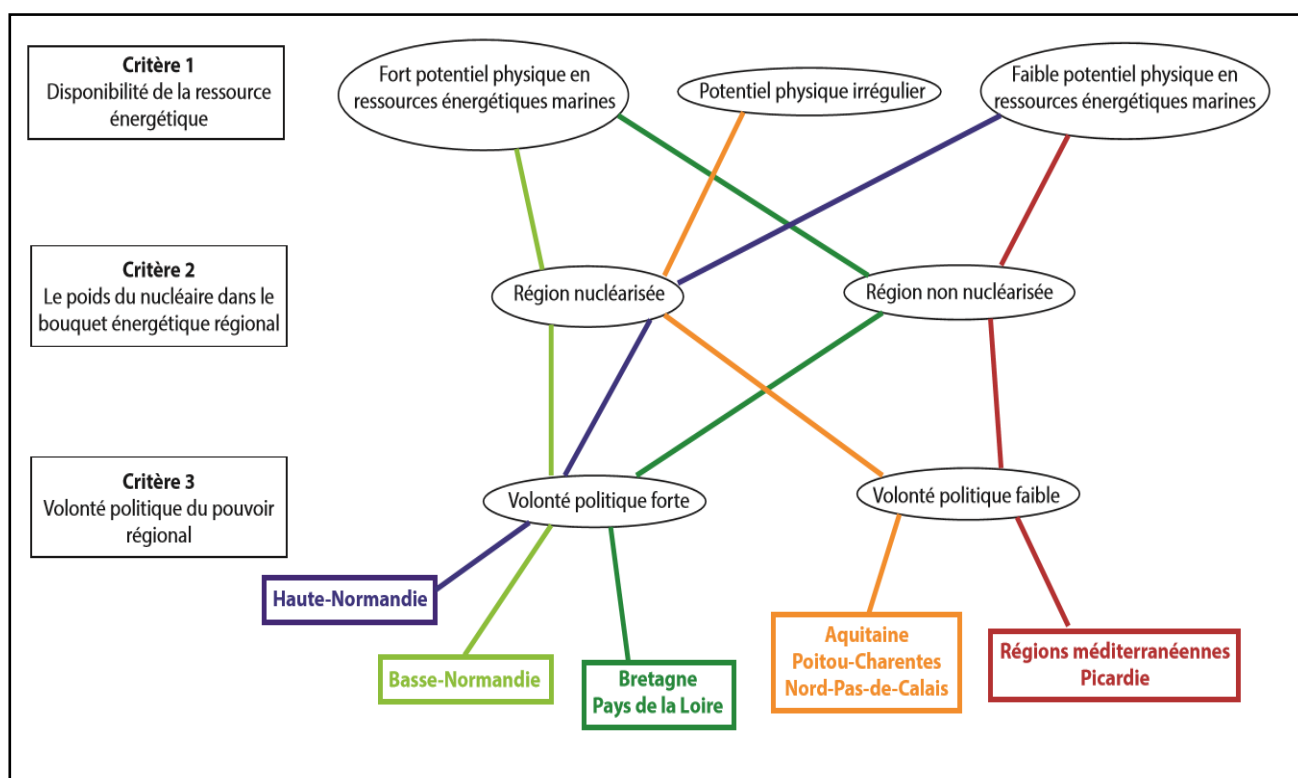 Critère 1
Disponibilité de la ressource
énergétique
Fort potentiel physique en
ressources énergétiques marines
Potentiel physique irrégulier
Faible potentiel physique en
ressources énergétiques marines
Critère 2
Le poids du nucléaire dans le
bouquet énergétique régional
Région nucléarisée
Région non nucléarisée
Critère 3
Volonté politique du pouvoir
régional
Volonté politique forte
Volonté politique faible
Haute-Normandie
Basse-Normandie
Bretagne
Pays de la Loire
Aquitaine
Poitou-Charentes
Nord-Pas-de-Calais
Régions méditerranéennes
Picardie